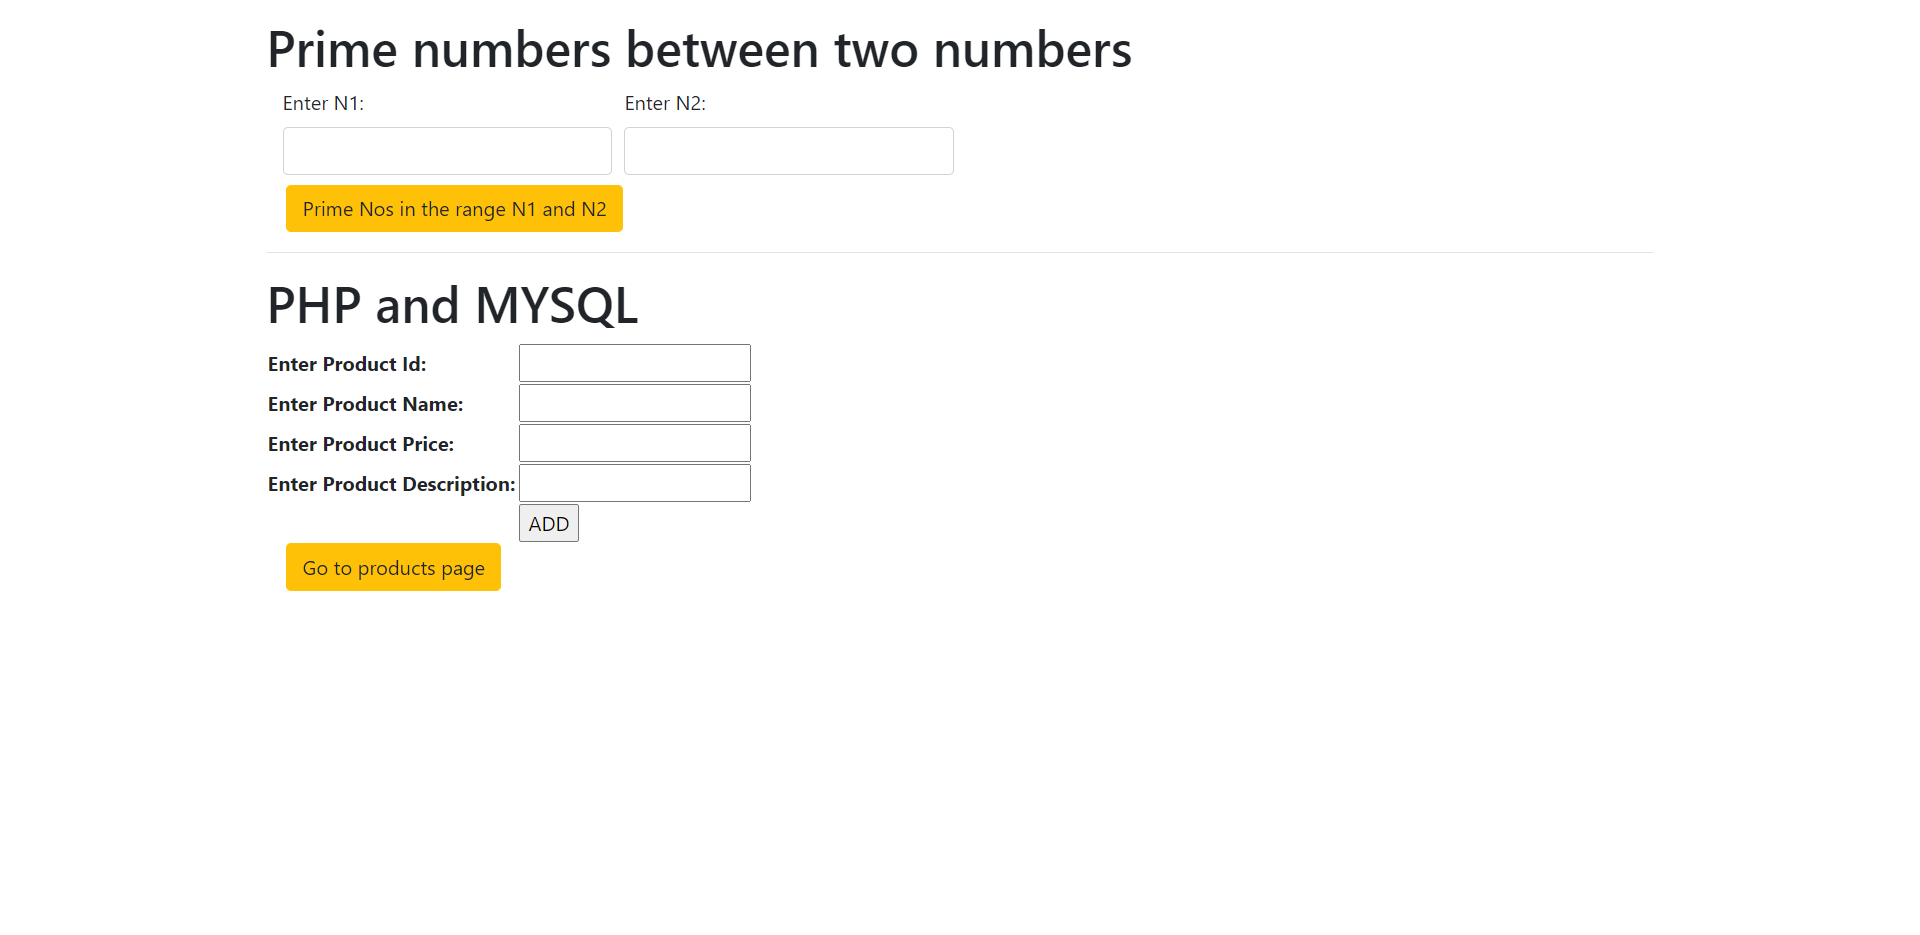 Prime numbers between two numbers
Enter N1: Enter N2:
Prime Nos in the range N1 and N2
PHP and MYSQL
Enter Product Id:
Enter Product Name:
Enter Product Price:
Enter Product Description:
ADD
Go to products page